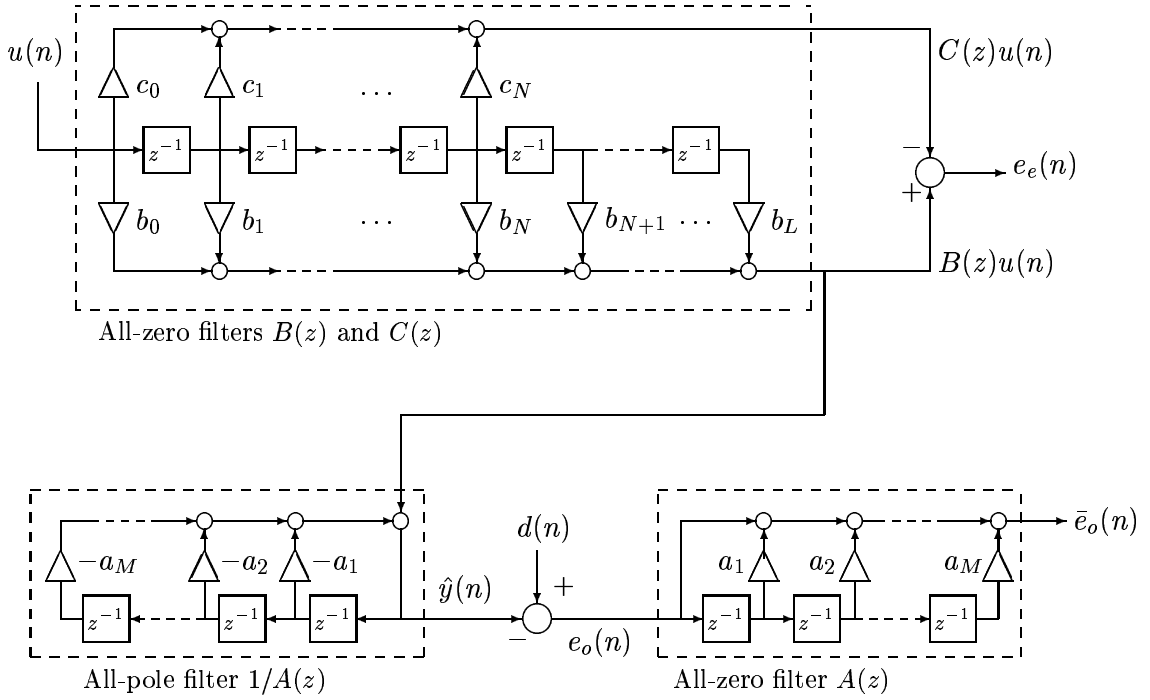 u(n)
c_0
c_1
. . .
c_N
C(z)u(n)
z^{-1}
z^{-1}
z^{-1}
z^{-1}
z^{-1}
−
+
e_e(n)
b_0
b_1
. . .
b_N
b_{N+1}
. . .
b_L
B(z)u(n)
All-zero filters B(z) and C(z)
−a_M
−a_2
−a_1
z^{-1}
z^{-1}
z^{-1}
ŷ(n)
d(n)
+
−
e_o(n)
a_1
a_2
a_M
z^{-1}
z^{-1}
z^{-1}
ē_o(n)
All-pole filter 1/A(z)
All-zero filter A(z)